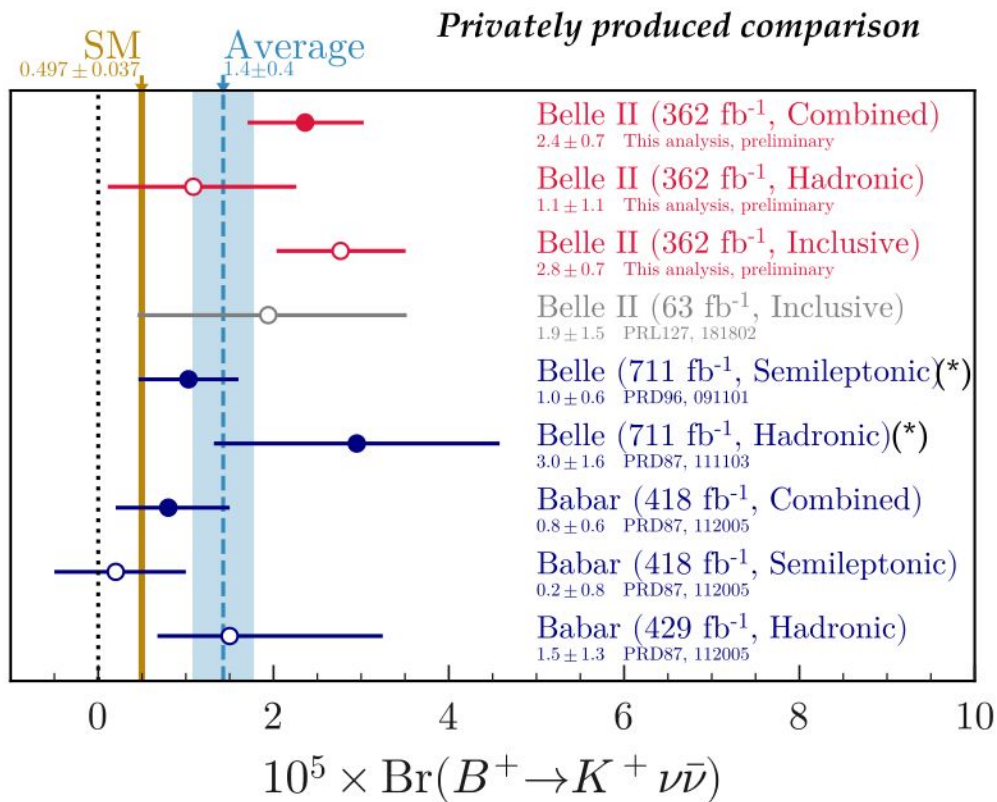 Privately produced comparison
SM
0.497 ± 0.037
Average
1.4±0.4
Belle II (362 fb⁻¹, Combined)
2.4 ± 0.7 This analysis, preliminary
Belle II (362 fb⁻¹, Hadronic)
1.1 ± 1.1 This analysis, preliminary
Belle II (362 fb⁻¹, Inclusive)
2.8 ± 0.7 This analysis, preliminary
Belle II (63 fb⁻¹, Inclusive)
1.9 ± 1.5 PRL127, 181802
Belle (711 fb⁻¹, Semileptonic)(*)
1.0 ± 0.6 PRD96, 091101
Belle (711 fb⁻¹, Hadronic)(*)
3.0 ± 1.6 PRD87, 111103
Babar (418 fb⁻¹, Combined)
0.8 ± 0.6 PRD87, 112005
Babar (418 fb⁻¹, Semileptonic)
0.2 ± 0.8 PRD87, 112005
Babar (429 fb⁻¹, Hadronic)
1.5 ± 1.3 PRD87, 112005
0 2 4 6 8 10
10⁵ × Br(B⁺→K⁺νν̄)